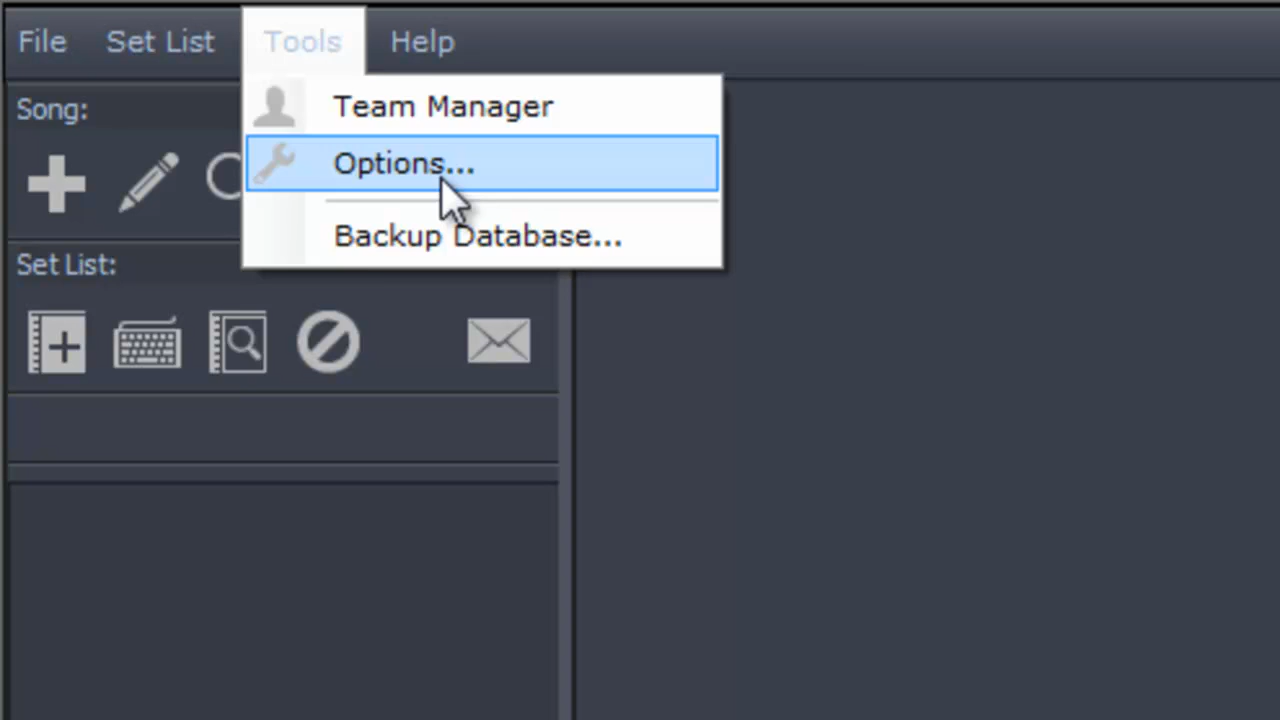 File Set List Tools Help
Song:
Team Manager
Options...
Backup Database...
Set List: